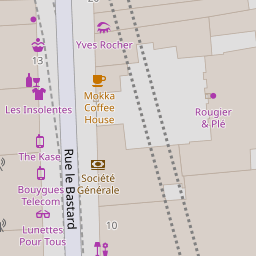 20
Yves Rocher
13
Mokka
Coffee
House
Les Insolentes
Rougier
& Plé
The Kase
Rue le Bastard
Bouygues
Telecom
Société
Générale
10
Lunettes
Pour Tous